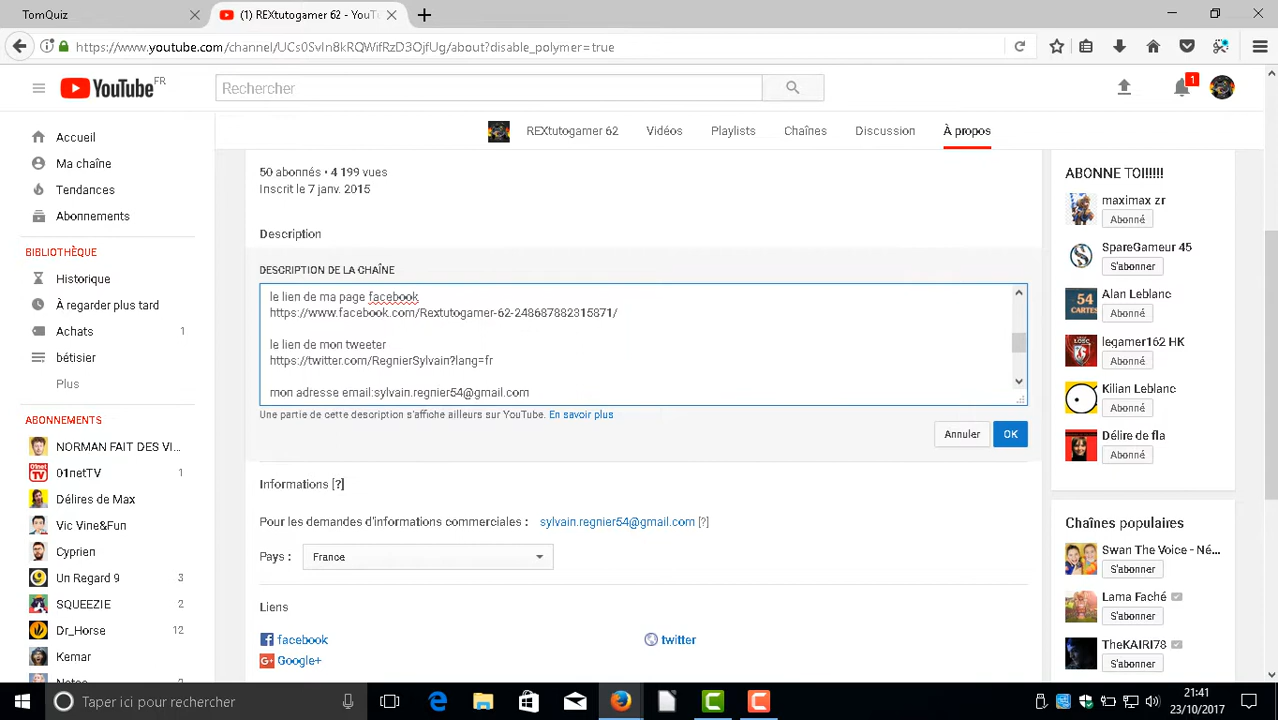 TomQuiz
(1) REXtutogamer 62 - YouT
https://www.youtube.com/channel/UCs0SvIn8kRQWifRzD3OjfUg/about?disable_polymer=true
YouTube FR
Rechercher
1
REXtutogamer 62
Vidéos
Playlists
Chaînes
Discussion
À propos
Accueil
Ma chaîne
Tendances
Abonnements
BIBLIOTHÈQUE
Historique
À regarder plus tard
Achats 1
bétisier
Plus
ABONNEMENTS
NORMAN FAIT DES VI...
01netTV 1
Délires de Max
Vic Vine&Fun
Cyprien
Un Regard 9 3
SQUEEZIE 2
Dr_Horse 12
Kemar
50 abonnés • 4 199 vues
Inscrit le 7 janv. 2015
Description
DESCRIPTION DE LA CHAÎNE
le lien de ma page facebook
https://www.facebook.com/Rextutogamer-62-248687882315871/
le lien de mon tweeter
https://twitter.com/RegnierSylvain?lang=fr
mon adresse email:sylvain.regnier54@gmail.com
Une partie de cette description s'affiche ailleurs sur YouTube. En savoir plus
Annuler
OK
Informations [?]
Pour les demandes d'informations commerciales : sylvain.regnier54@gmail.com [?]
Pays : France
Liens
facebook
twitter
Google+
ABONNE TOI!!!!!!
maximax zr
Abonné
SpareGameur 45
S'abonner
54 CARTES
Alan Leblanc
Abonné
legamer162 HK
Abonné
Kilian Leblanc
Abonné
Délire de fla
Abonné
Chaînes populaires
Swan The Voice - Né...
S'abonner
Lama Faché
S'abonner
TheKAIRI78
S'abonner
Taper ici pour rechercher
21:41
23/10/2017